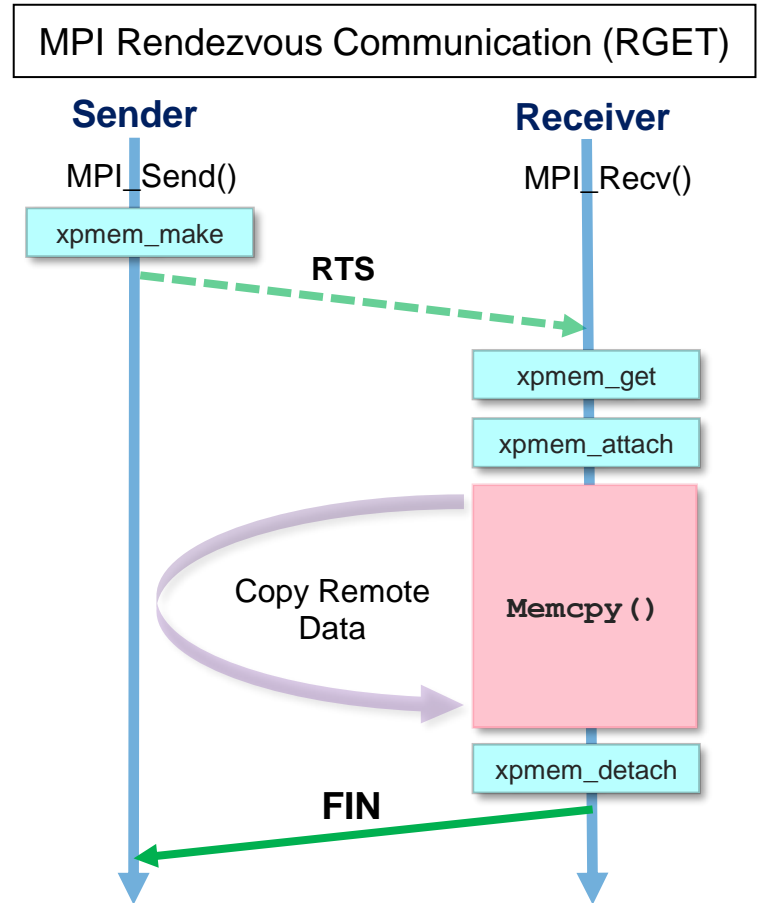 MPI Rendezvous Communication (RGET)
Sender
Receiver
MPI_Send()
MPI_Recv()
xpmem_make
RTS
xpmem_get
xpmem_attach
Copy Remote
Data
Memcpy()
xpmem_detach
FIN